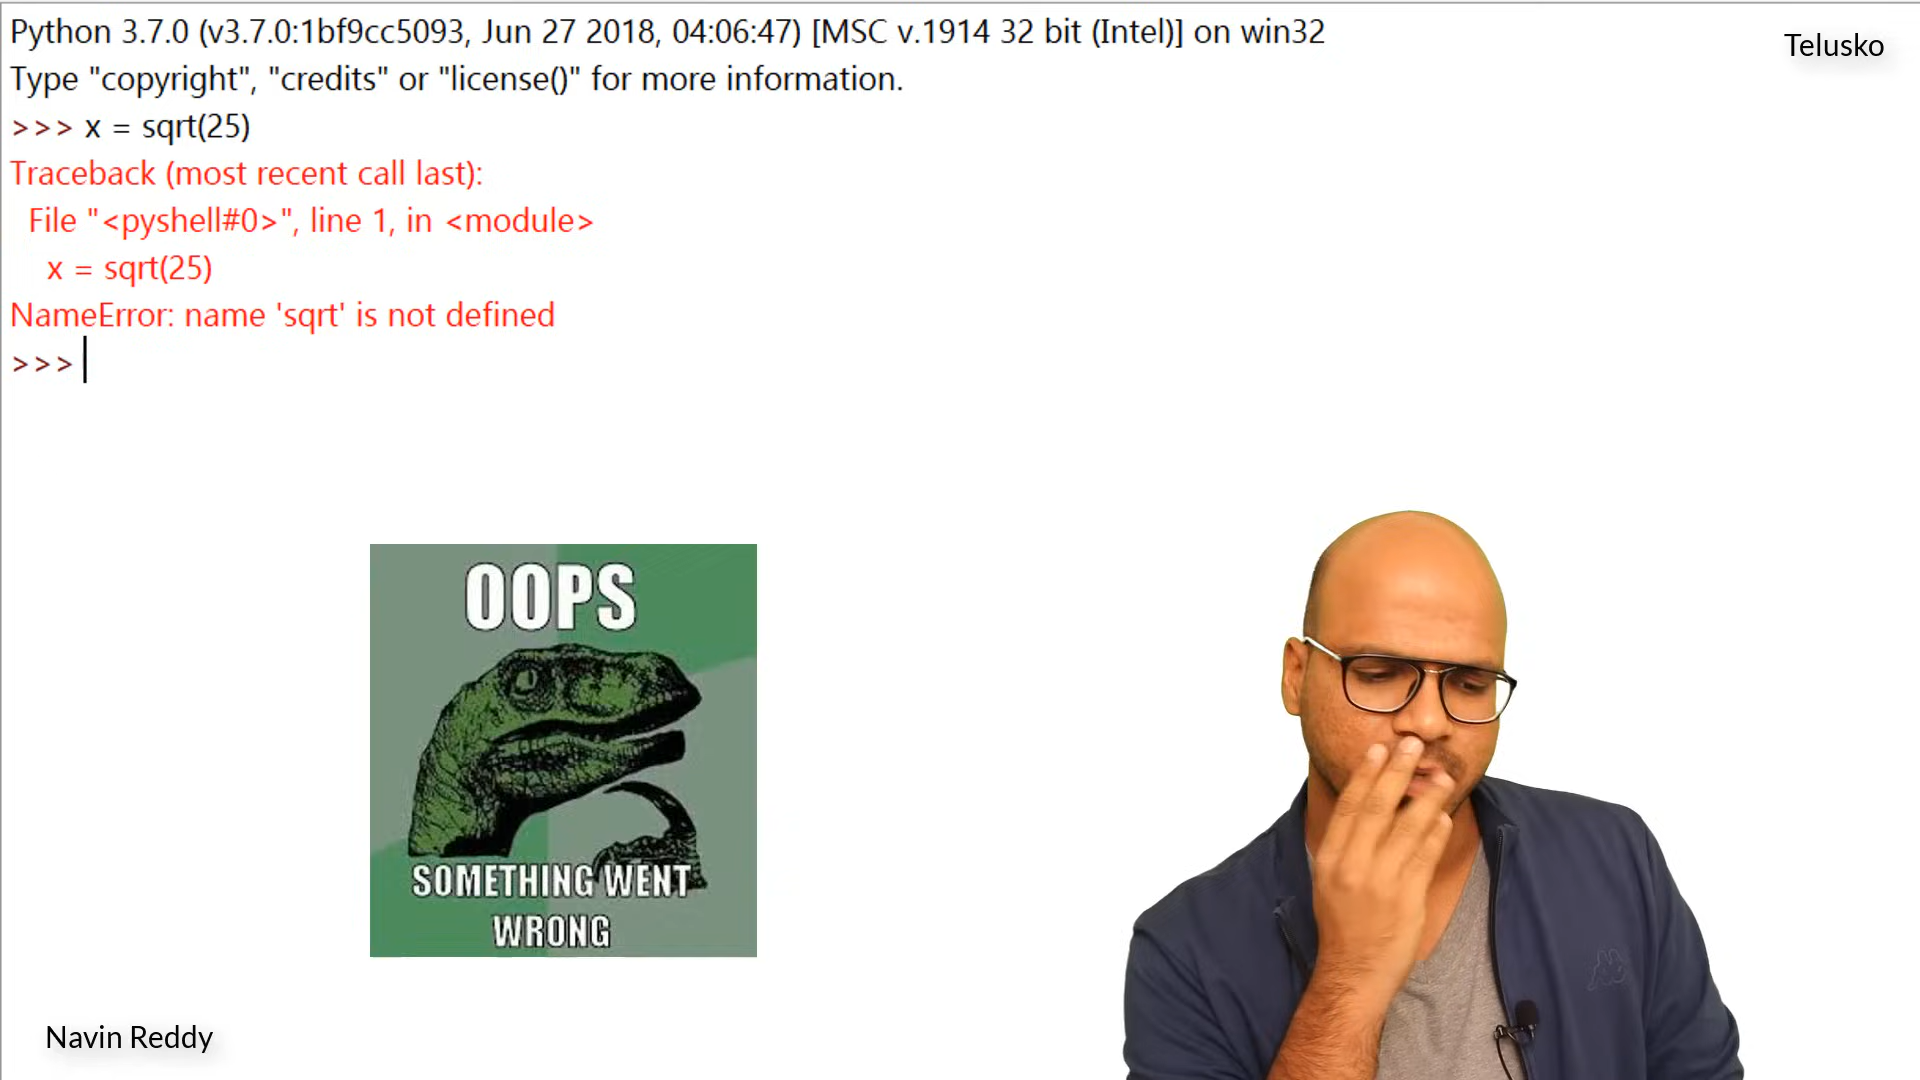 Python 3.7.0 (v3.7.0:1bf9cc5093, Jun 27 2018, 04:06:47) [MSC v.1914 32 bit (Intel)] on win32
Telusko
Type "copyright", "credits" or "license()" for more information.
>>> x = sqrt(25)
Traceback (most recent call last):
  File "<pyshell#0>", line 1, in <module>
    x = sqrt(25)
NameError: name 'sqrt' is not defined
>>>
OOPS
SOMETHING WENT
WRONG
Navin Reddy